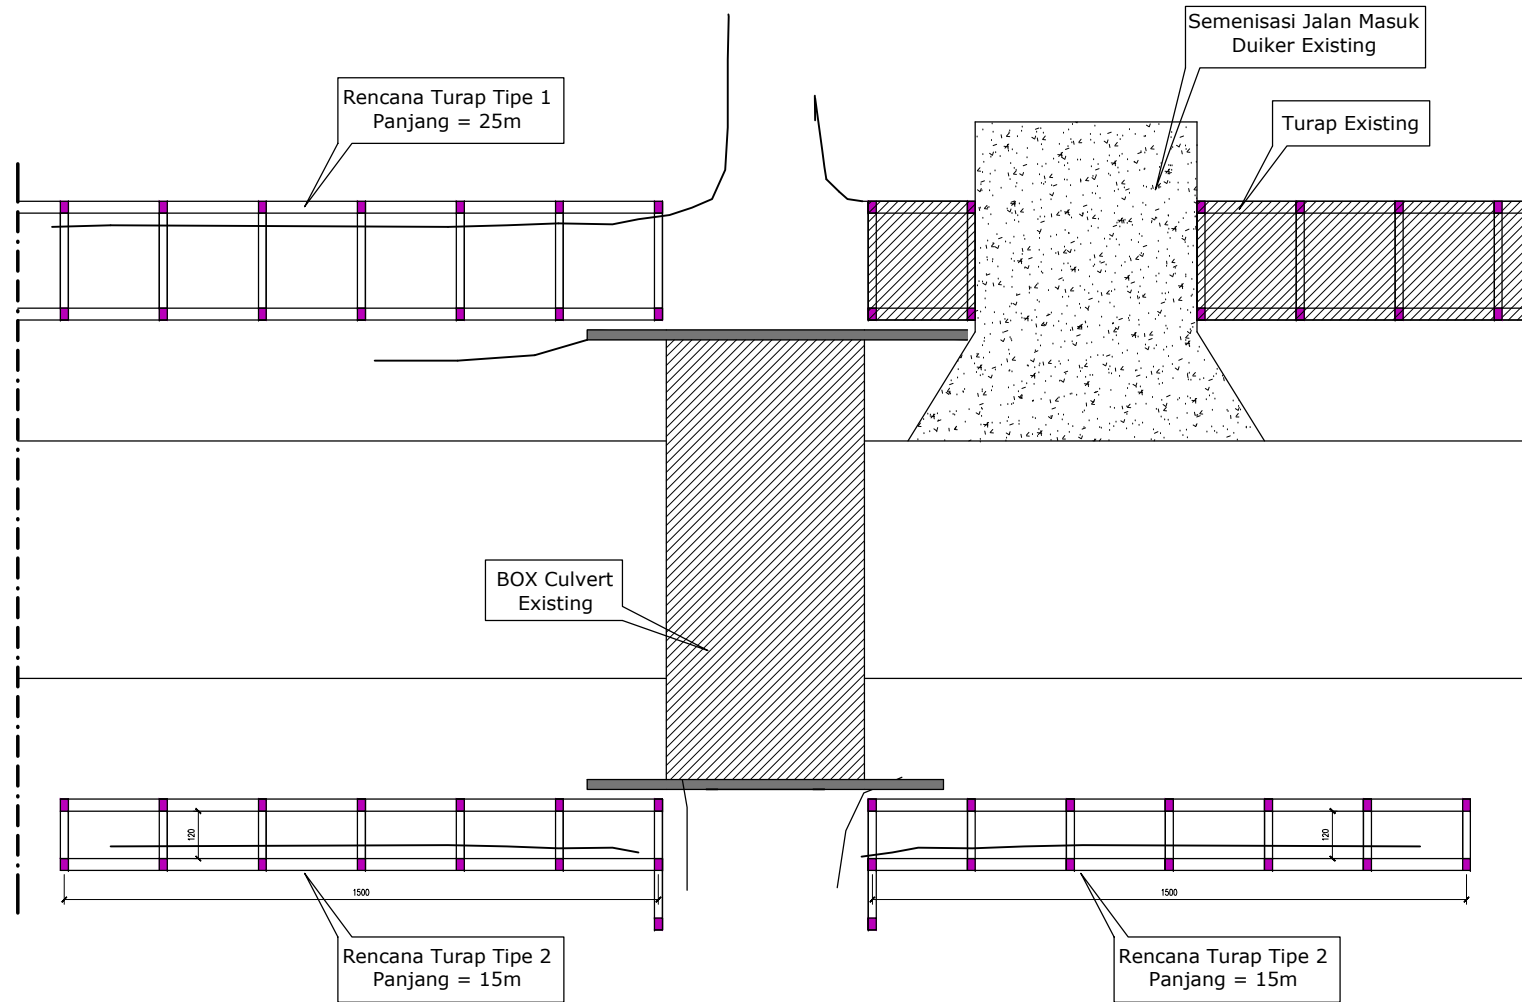 Semenisasi Jalan Masuk
Duiker Existing
Rencana Turap Tipe 1
Panjang = 25m
Turap Existing
BOX Culvert
Existing
120
120
1500
1500
Rencana Turap Tipe 2
Panjang = 15m
Rencana Turap Tipe 2
Panjang = 15m